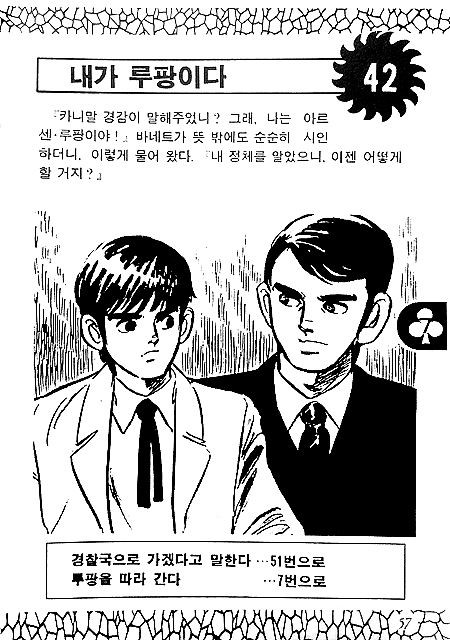 내가 루팡이다
42
『카니말 경감이 말해주었니? 그래, 나는 아르
센·루팡이야!』 바네트가 뜻 밖에도 순순히 시인
하더니, 이렇게 물어 왔다. 『내 정체를 알았으니, 이젠 어떻게
할 거지?』
경찰국으로 가겠다고 말한다 …51번으로
루팡을 따라 간다 …7번으로
57